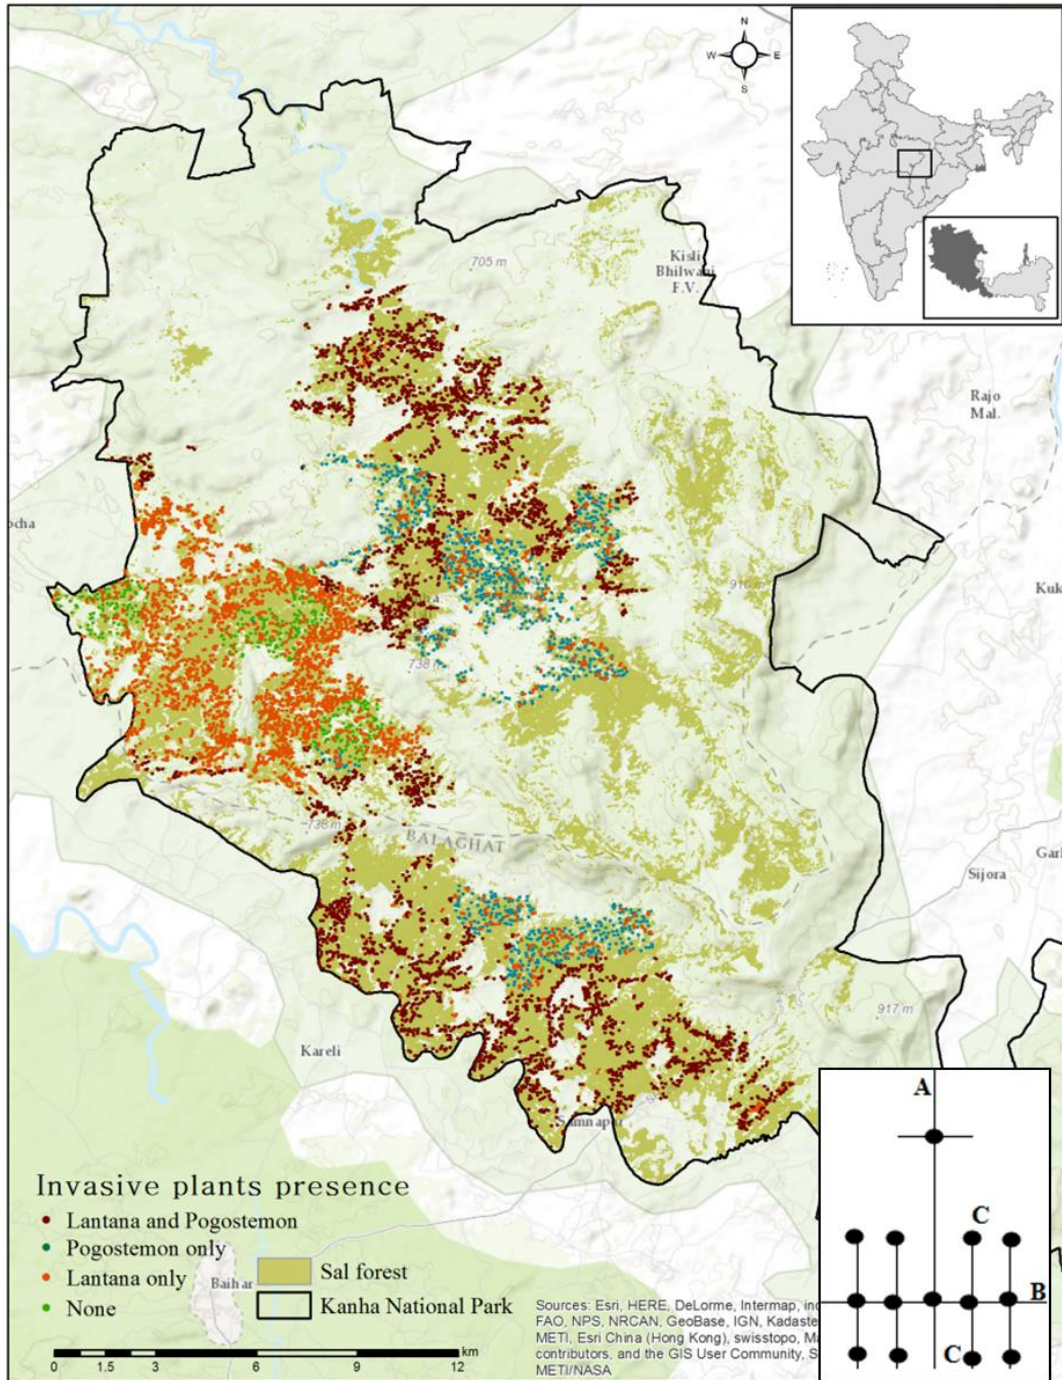 N
W E
S
705 m
Kisli
Bhilwani
F.V.
Rajo
Mal.
ocha
Kuk
738 m
738 m
BALAGHAT
Garl
Sijora
917 m
Kareli
A
C
B
C
Invasive plants presence
Lantana and Pogostemon
Pogostemon only
Lantana only
None
Sal forest
Kanha National Park
Baihar
0 1.5 3 6 9 12 km
Sources: Esri, HERE, DeLorme, Intermap, inc
FAO, NPS, NRCAN, GeoBase, IGN, Kadaste
METI, Esri China (Hong Kong), swisstopo, Ma
contributors, and the GIS User Community, S
METI/NASA